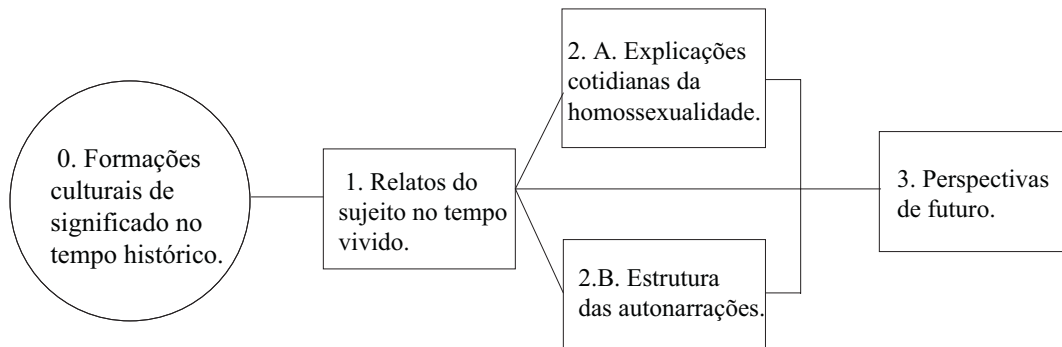 0. Formações
culturais de
significado no
tempo histórico.
1. Relatos do
sujeito no tempo
vivido.
2. A. Explicações
cotidianas da
homossexualidade.
2.B. Estrutura
das autonarrações.
3. Perspectivas
de futuro.